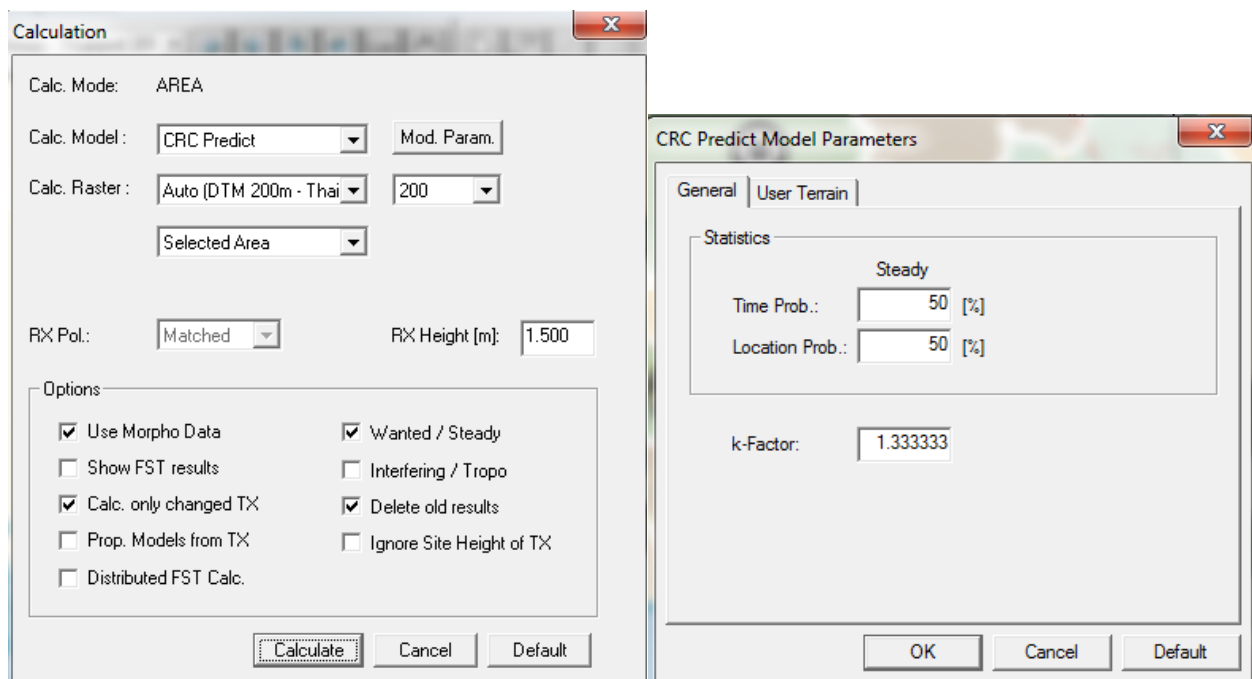 Calculation
Calc. Mode: AREA
Calc. Model : CRC Predict Mod. Param.
Calc. Raster : Auto (DTM 200m - Thai 200
Selected Area
RX Pol.: Matched RX Height [m]: 1.500
Options
Use Morpho Data Wanted / Steady
Show FST results Interfering / Tropo
Calc. only changed TX Delete old results
Prop. Models from TX Ignore Site Height of TX
Distributed FST Calc.
Calculate Cancel Default
CRC Predict Model Parameters
General User Terrain
Statistics
Steady
Time Prob.: 50 [%]
Location Prob.: 50 [%]
k-Factor: 1.333333
OK Cancel Default